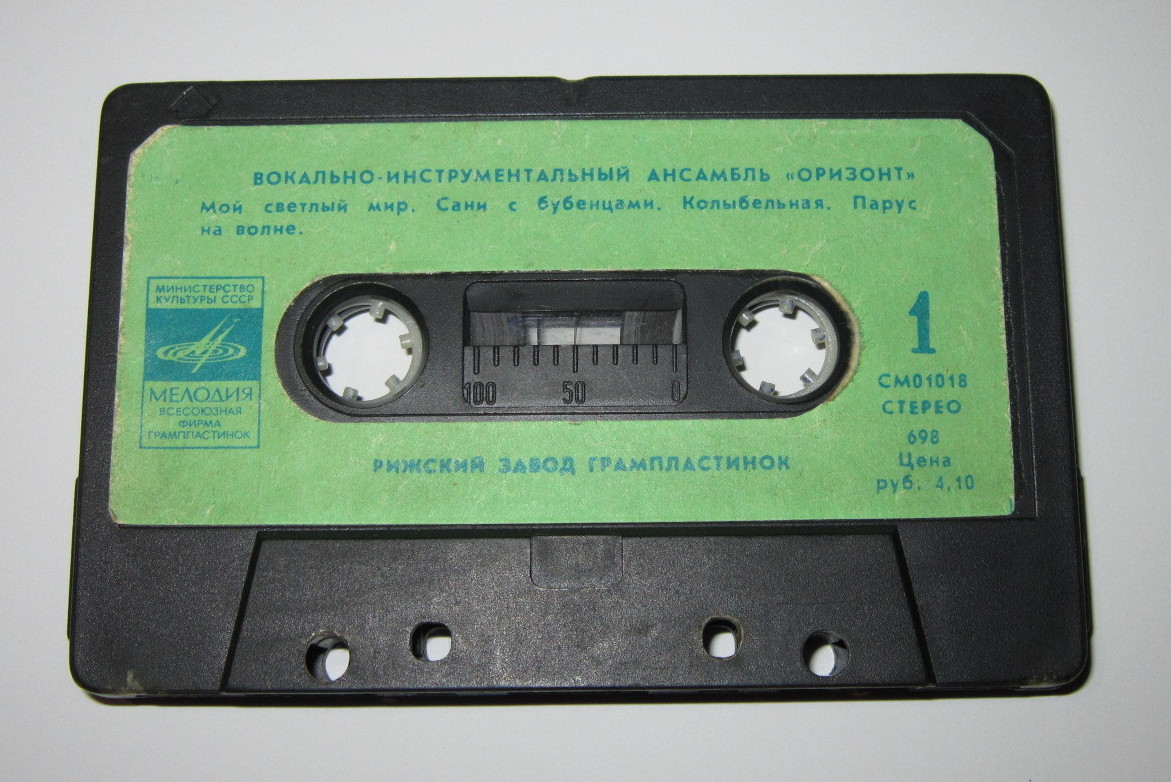 ВОКАЛЬНО-ИНСТРУМЕНТАЛЬНЫЙ АНСАМБЛЬ «ОРИЗОНТ»
Мой светлый мир. Сани с бубенцами. Колыбельная. Парус
на волне.
МИНИСТЕРСТВО
КУЛЬТУРЫ СССР
МЕЛОДИЯ
ВСЕСОЮЗНАЯ
ФИРМА
ГРАМПЛАСТИНОК
100 50 0
1
СМ01018
СТЕРЕО
698
Цена
руб. 4,10
РИЖСКИЙ ЗАВОД ГРАМПЛАСТИНОК